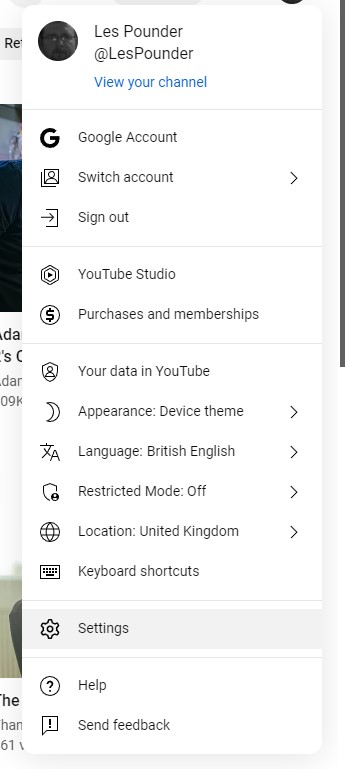 Les Pounder
@LesPounder
View your channel
Google Account
Switch account
Sign out
YouTube Studio
Purchases and memberships
Your data in YouTube
Appearance: Device theme
Language: British English
Restricted Mode: Off
Location: United Kingdom
Keyboard shortcuts
Settings
Help
Send feedback